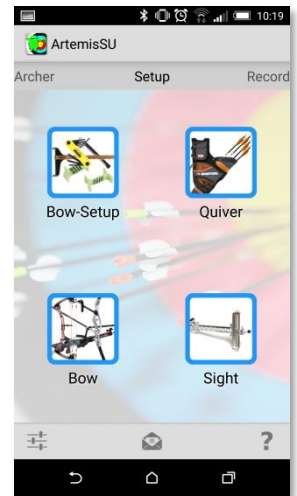 10:19
ArtemisSU
Archer Setup Record
Bow-Setup Quiver
Bow Sight
?